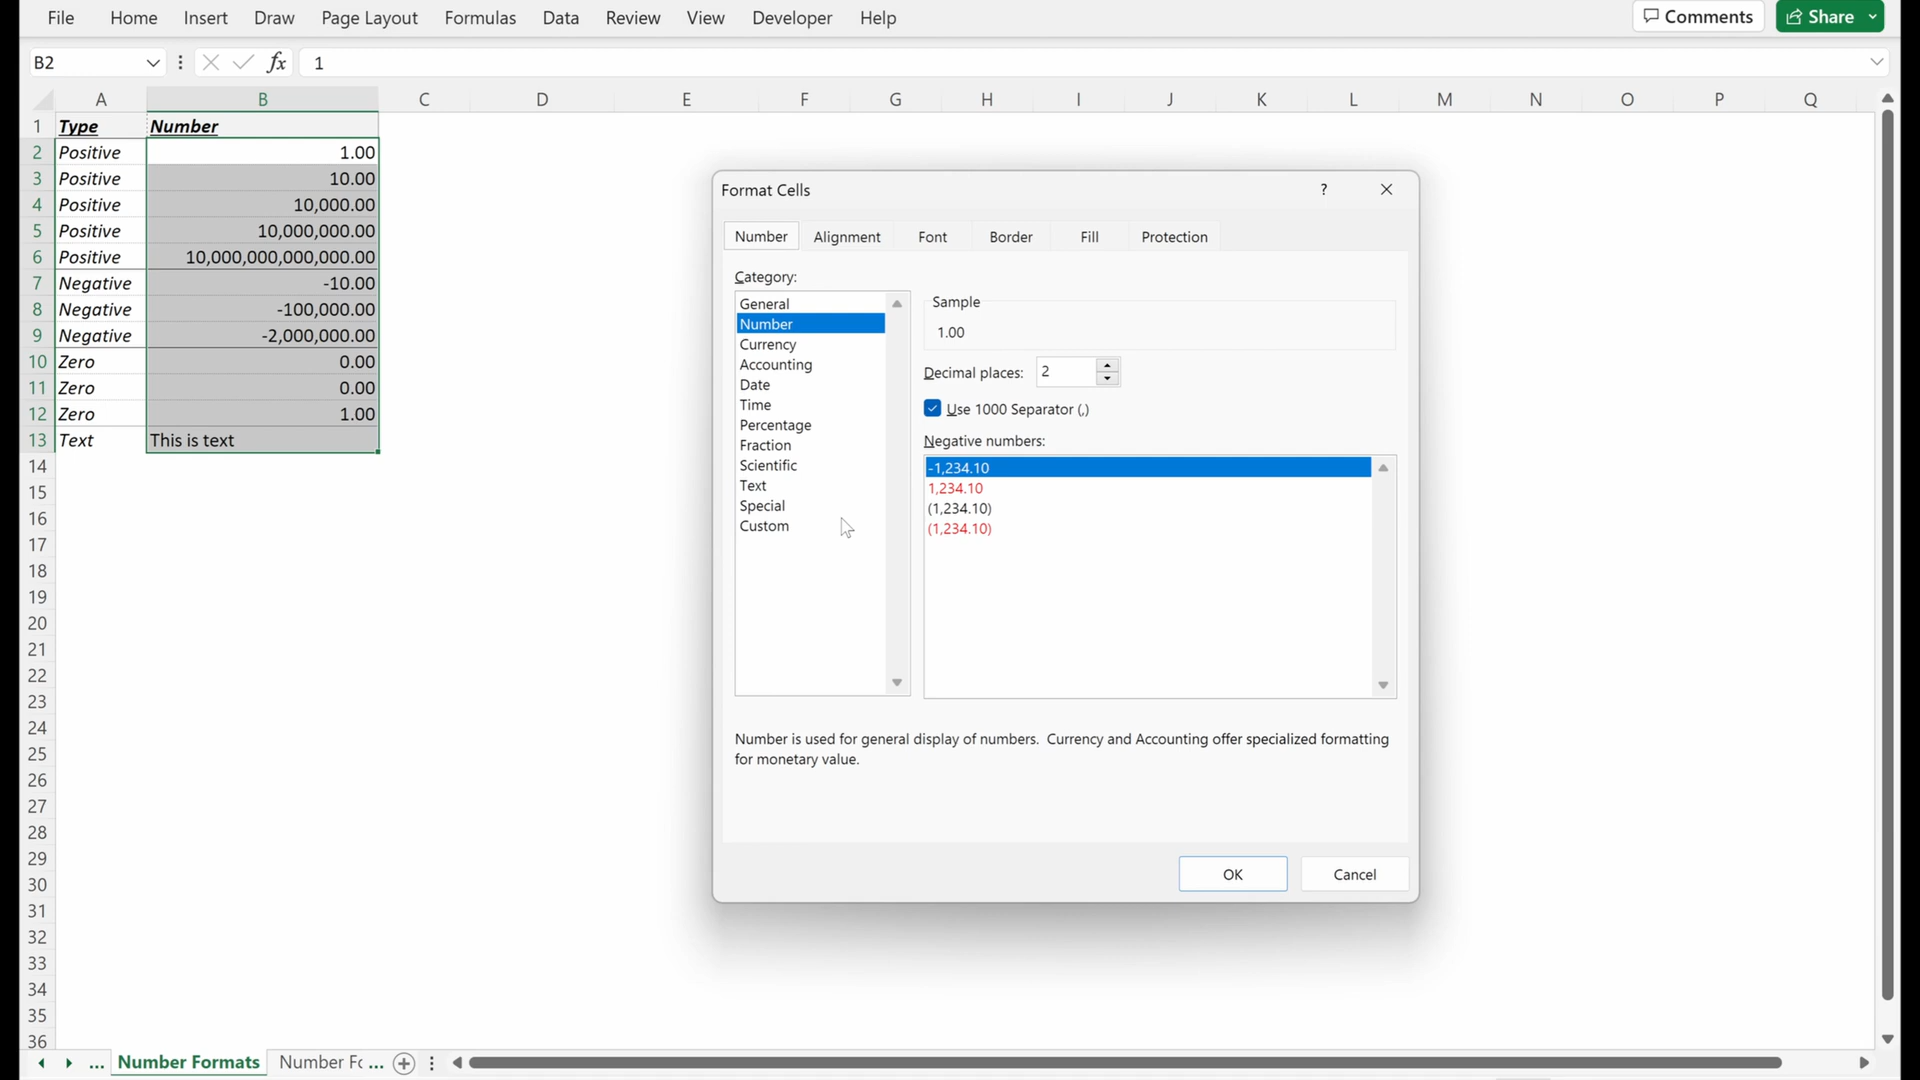 File Home Insert Draw Page Layout Formulas Data Review View Developer Help Comments Share
B2 fx 1
A B C D E F G H I J K L M N O P Q
1 Type Number
2 Positive 1.00
3 Positive 10.00
4 Positive 10,000.00
5 Positive 10,000,000.00
6 Positive 10,000,000,000,000.00
7 Negative -10.00
8 Negative -100,000.00
9 Negative -2,000,000.00
10 Zero 0.00
11 Zero 0.00
12 Zero 1.00
13 Text This is text
14
15
16
17
18
19
20
21
22
23
24
25
26
27
28
29
30
31
32
33
34
35
36
Format Cells ?
Number Alignment Font Border Fill Protection
Category:
General
Number
Currency
Accounting
Date
Time
Percentage
Fraction
Scientific
Text
Special
Custom
Sample
1.00
Decimal places: 2
Use 1000 Separator (,)
Negative numbers:
-1,234.10
1,234.10
(1,234.10)
(1,234.10)
Number is used for general display of numbers. Currency and Accounting offer specialized formatting
for monetary value.
OK Cancel
... Number Formats Number Fc ...